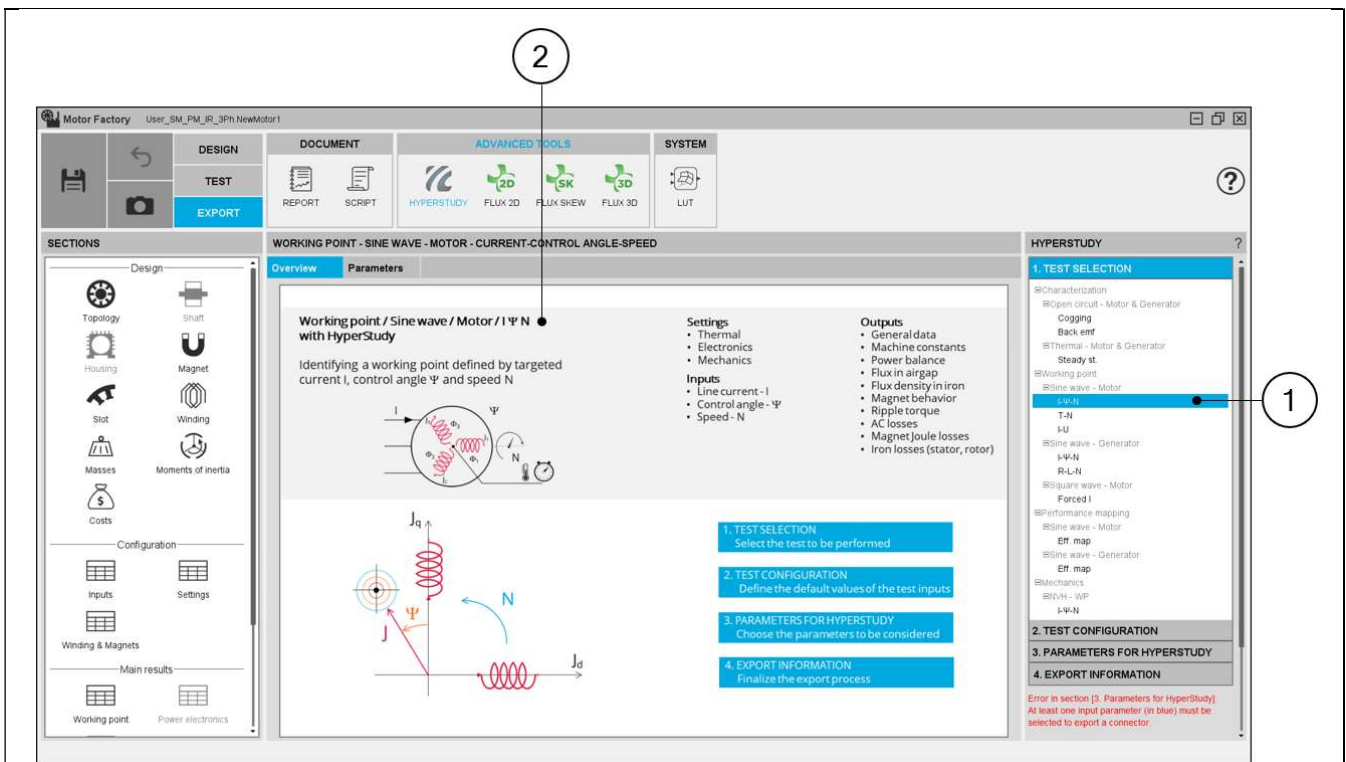 2
Motor Factory User_SM_PM_IR_3Ph.NewMotor1
DESIGN
TEST
EXPORT
DOCUMENT
REPORT SCRIPT
ADVANCED TOOLS
HYPERSTUDY FLUX 2D FLUX SKEW FLUX 3D
2D SK 3D
SYSTEM
LUT
?
SECTIONS
Design
Topology Shaft
Housing Magnet
Slot Winding
Masses Moments of inertia
$
Costs
Configuration
Inputs Settings
Winding & Magnets
Main results
Working point Power electronics
WORKING POINT - SINE WAVE - MOTOR - CURRENT-CONTROL ANGLE-SPEED
Overview Parameters
Working point / Sine wave / Motor / I Ψ N
with HyperStudy
Identifying a working point defined by targeted
current I, control angle Ψ and speed N
I Ψ
Φ3 Φ2 Φ1
N
Settings
• Thermal
• Electronics
• Mechanics
Inputs
• Line current - I
• Control angle - Ψ
• Speed - N
Outputs
• General data
• Machine constants
• Power balance
• Flux in airgap
• Flux density in iron
• Magnet behavior
• Ripple torque
• AC losses
• Magnet Joule losses
• Iron losses (stator, rotor)
Jq
Ψ
N
J
Jd
1. TEST SELECTION
Select the test to be performed
2. TEST CONFIGURATION
Define the default values of the test inputs
3. PARAMETERS FOR HYPERSTUDY
Choose the parameters to be considered
4. EXPORT INFORMATION
Finalize the export process
HYPERSTUDY ?
1. TEST SELECTION
Characterization
Open circuit - Motor & Generator
Cogging
Back emf
Thermal - Motor & Generator
Steady st.
Working point
Sine wave - Motor
I-Ψ-N
T-N
I-U
Sine wave - Generator
I-Ψ-N
R-L-N
Square wave - Motor
Forced I
Performance mapping
Sine wave - Motor
Eff. map
Sine wave - Generator
Eff. map
Mechanics
NVH - WP
I-Ψ-N
2. TEST CONFIGURATION
3. PARAMETERS FOR HYPERSTUDY
4. EXPORT INFORMATION
Error in section [3. Parameters for HyperStudy]
At least one input parameter (in blue) must be
selected to export a connector.
1